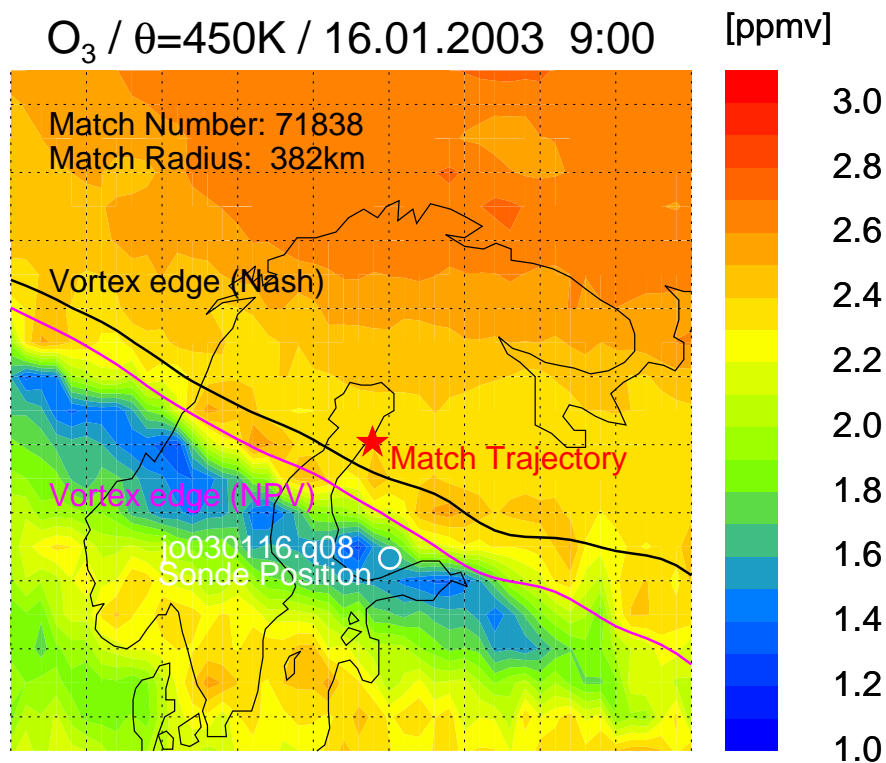 O₃ / θ=450K / 16.01.2003 9:00
[ppmv]
Match Number: 71838
Match Radius: 382km
Vortex edge (Nash)
Match Trajectory
Vortex edge (NPV)
jo030116.q08
Sonde Position
3.0
2.8
2.6
2.4
2.2
2.0
1.8
1.6
1.4
1.2
1.0